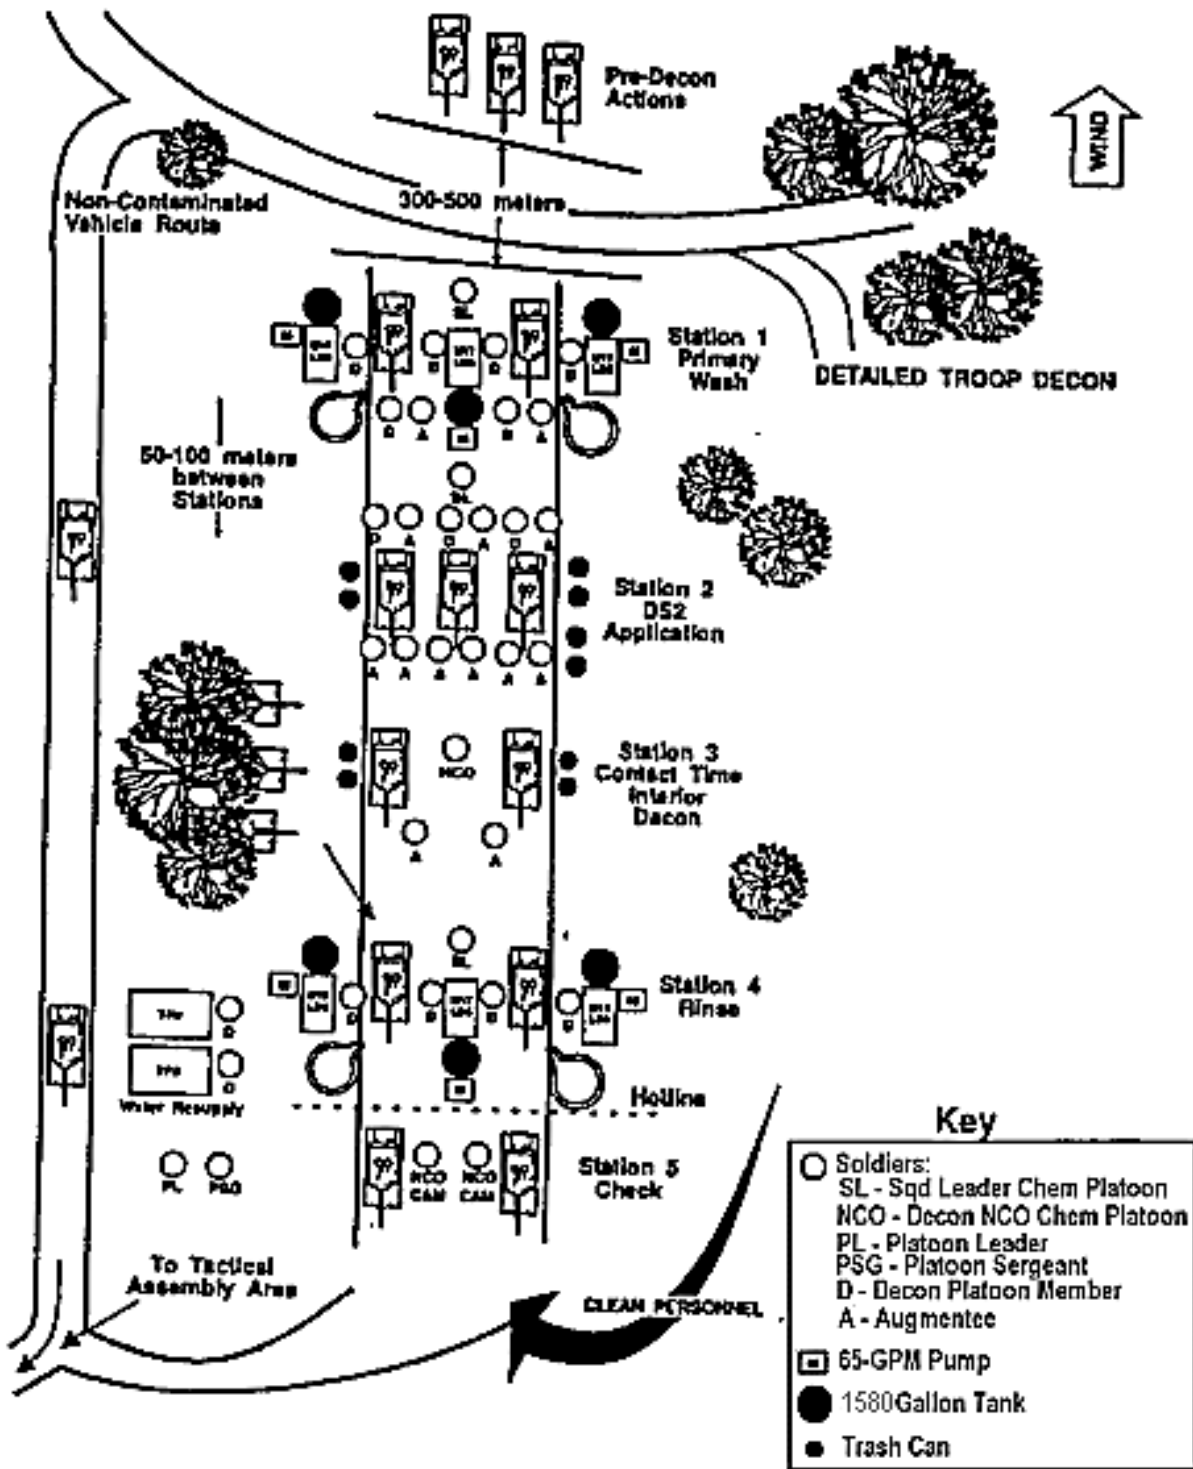 Pre-Decon
Actions
WIND
Non-Contaminated
Vehicle Route
300-500 meters
SL
D
D
D
D
Station 1
Primary
Wash
DETAILED TROOP DECON
D
A
D
A
50-100 meters
between
Stations
SL
D
A
D
A
D
A
Station 2
DS2
Application
A
A
A
A
A
A
NCO
Station 3
Contact Time
Interior
Decon
A
A
SL
D
D
D
D
Station 4
Rinse
D
D
Water Resupply
Hotline
PL
PSG
NCO
CAM
NCO
CAM
Station 5
Check
To Tactical
Assembly Area
CLEAN PERSONNEL
Key
Soldiers:
SL - Sqd Leader Chem Platoon
NCO - Decon NCO Chem Platoon
PL - Platoon Leader
PSG - Platoon Sergeant
D - Decon Platoon Member
A - Augmentee
65-GPM Pump
1580Gallon Tank
Trash Can